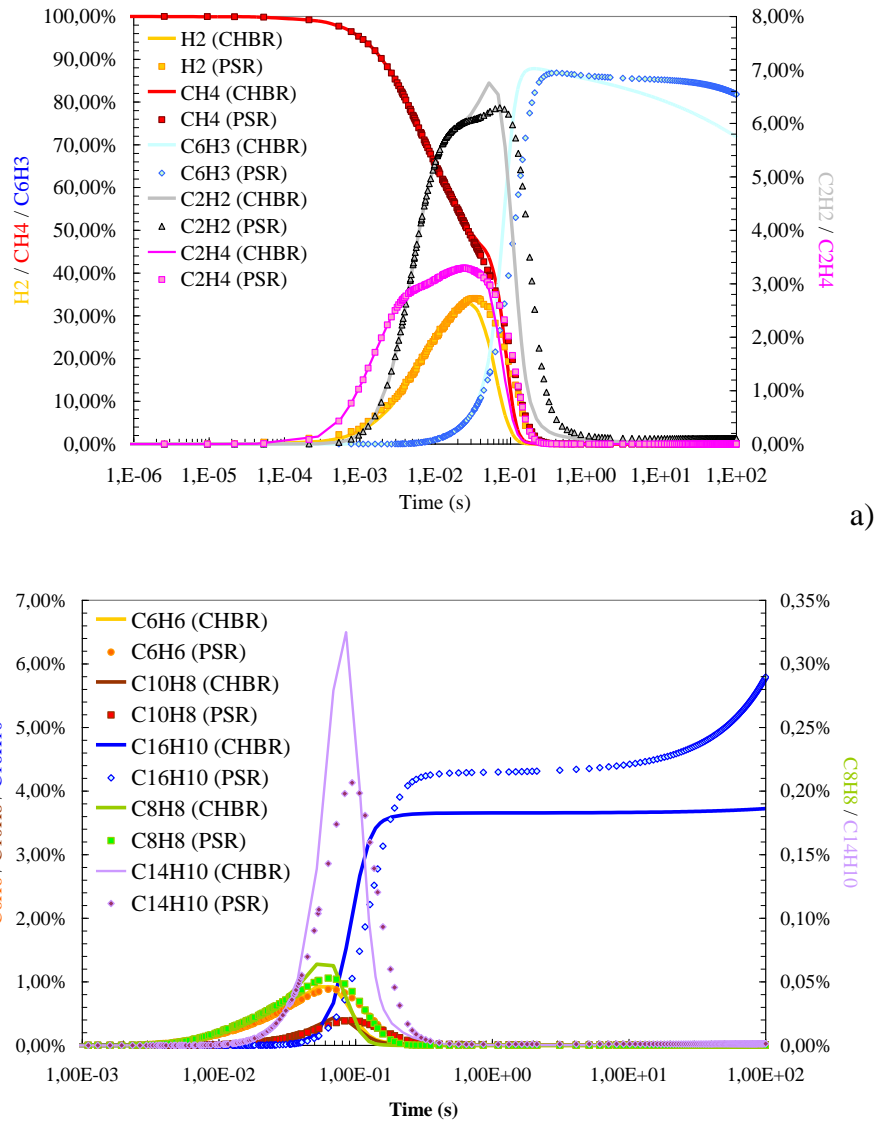 100,00%
90,00%
80,00%
70,00%
60,00%
50,00%
40,00%
30,00%
20,00%
10,00%
0,00%
8,00%
7,00%
6,00%
5,00%
4,00%
3,00%
2,00%
1,00%
0,00%
H2 / CH4 / C6H3
C2H2 / C2H4
H2 (CHBR)
H2 (PSR)
CH4 (CHBR)
CH4 (PSR)
C6H3 (CHBR)
C6H3 (PSR)
C2H2 (CHBR)
C2H2 (PSR)
C2H4 (CHBR)
C2H4 (PSR)
1,E-06 1,E-05 1,E-04 1,E-03 1,E-02 1,E-01 1,E+00 1,E+01 1,E+02
Time (s)
a)
7,00%
6,00%
5,00%
4,00%
3,00%
2,00%
1,00%
0,00%
0,35%
0,30%
0,25%
0,20%
0,15%
0,10%
0,05%
0,00%
C8H8 / C14H10
C6H6 (CHBR)
C6H6 (PSR)
C10H8 (CHBR)
C10H8 (PSR)
C16H10 (CHBR)
C16H10 (PSR)
C8H8 (CHBR)
C8H8 (PSR)
C14H10 (CHBR)
C14H10 (PSR)
1,00E-03 1,00E-02 1,00E-01 1,00E+00 1,00E+01 1,00E+02
Time (s)